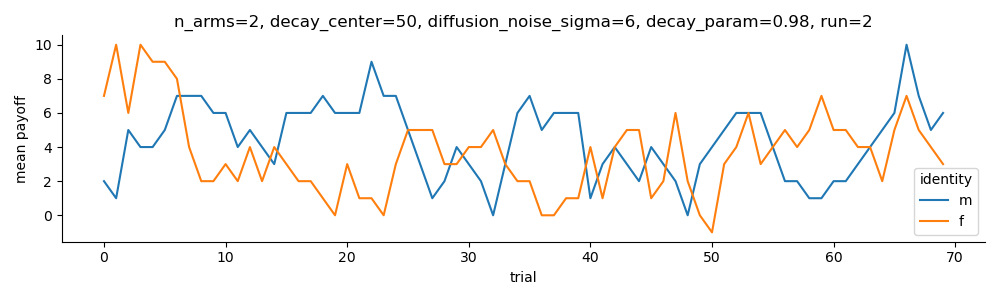 n_arms=2, decay_center=50, diffusion_noise_sigma=6, decay_param=0.98, run=2
mean payoff
10
8
6
4
2
0
identity
m
f
0 10 20 30 40 50 60 70
trial